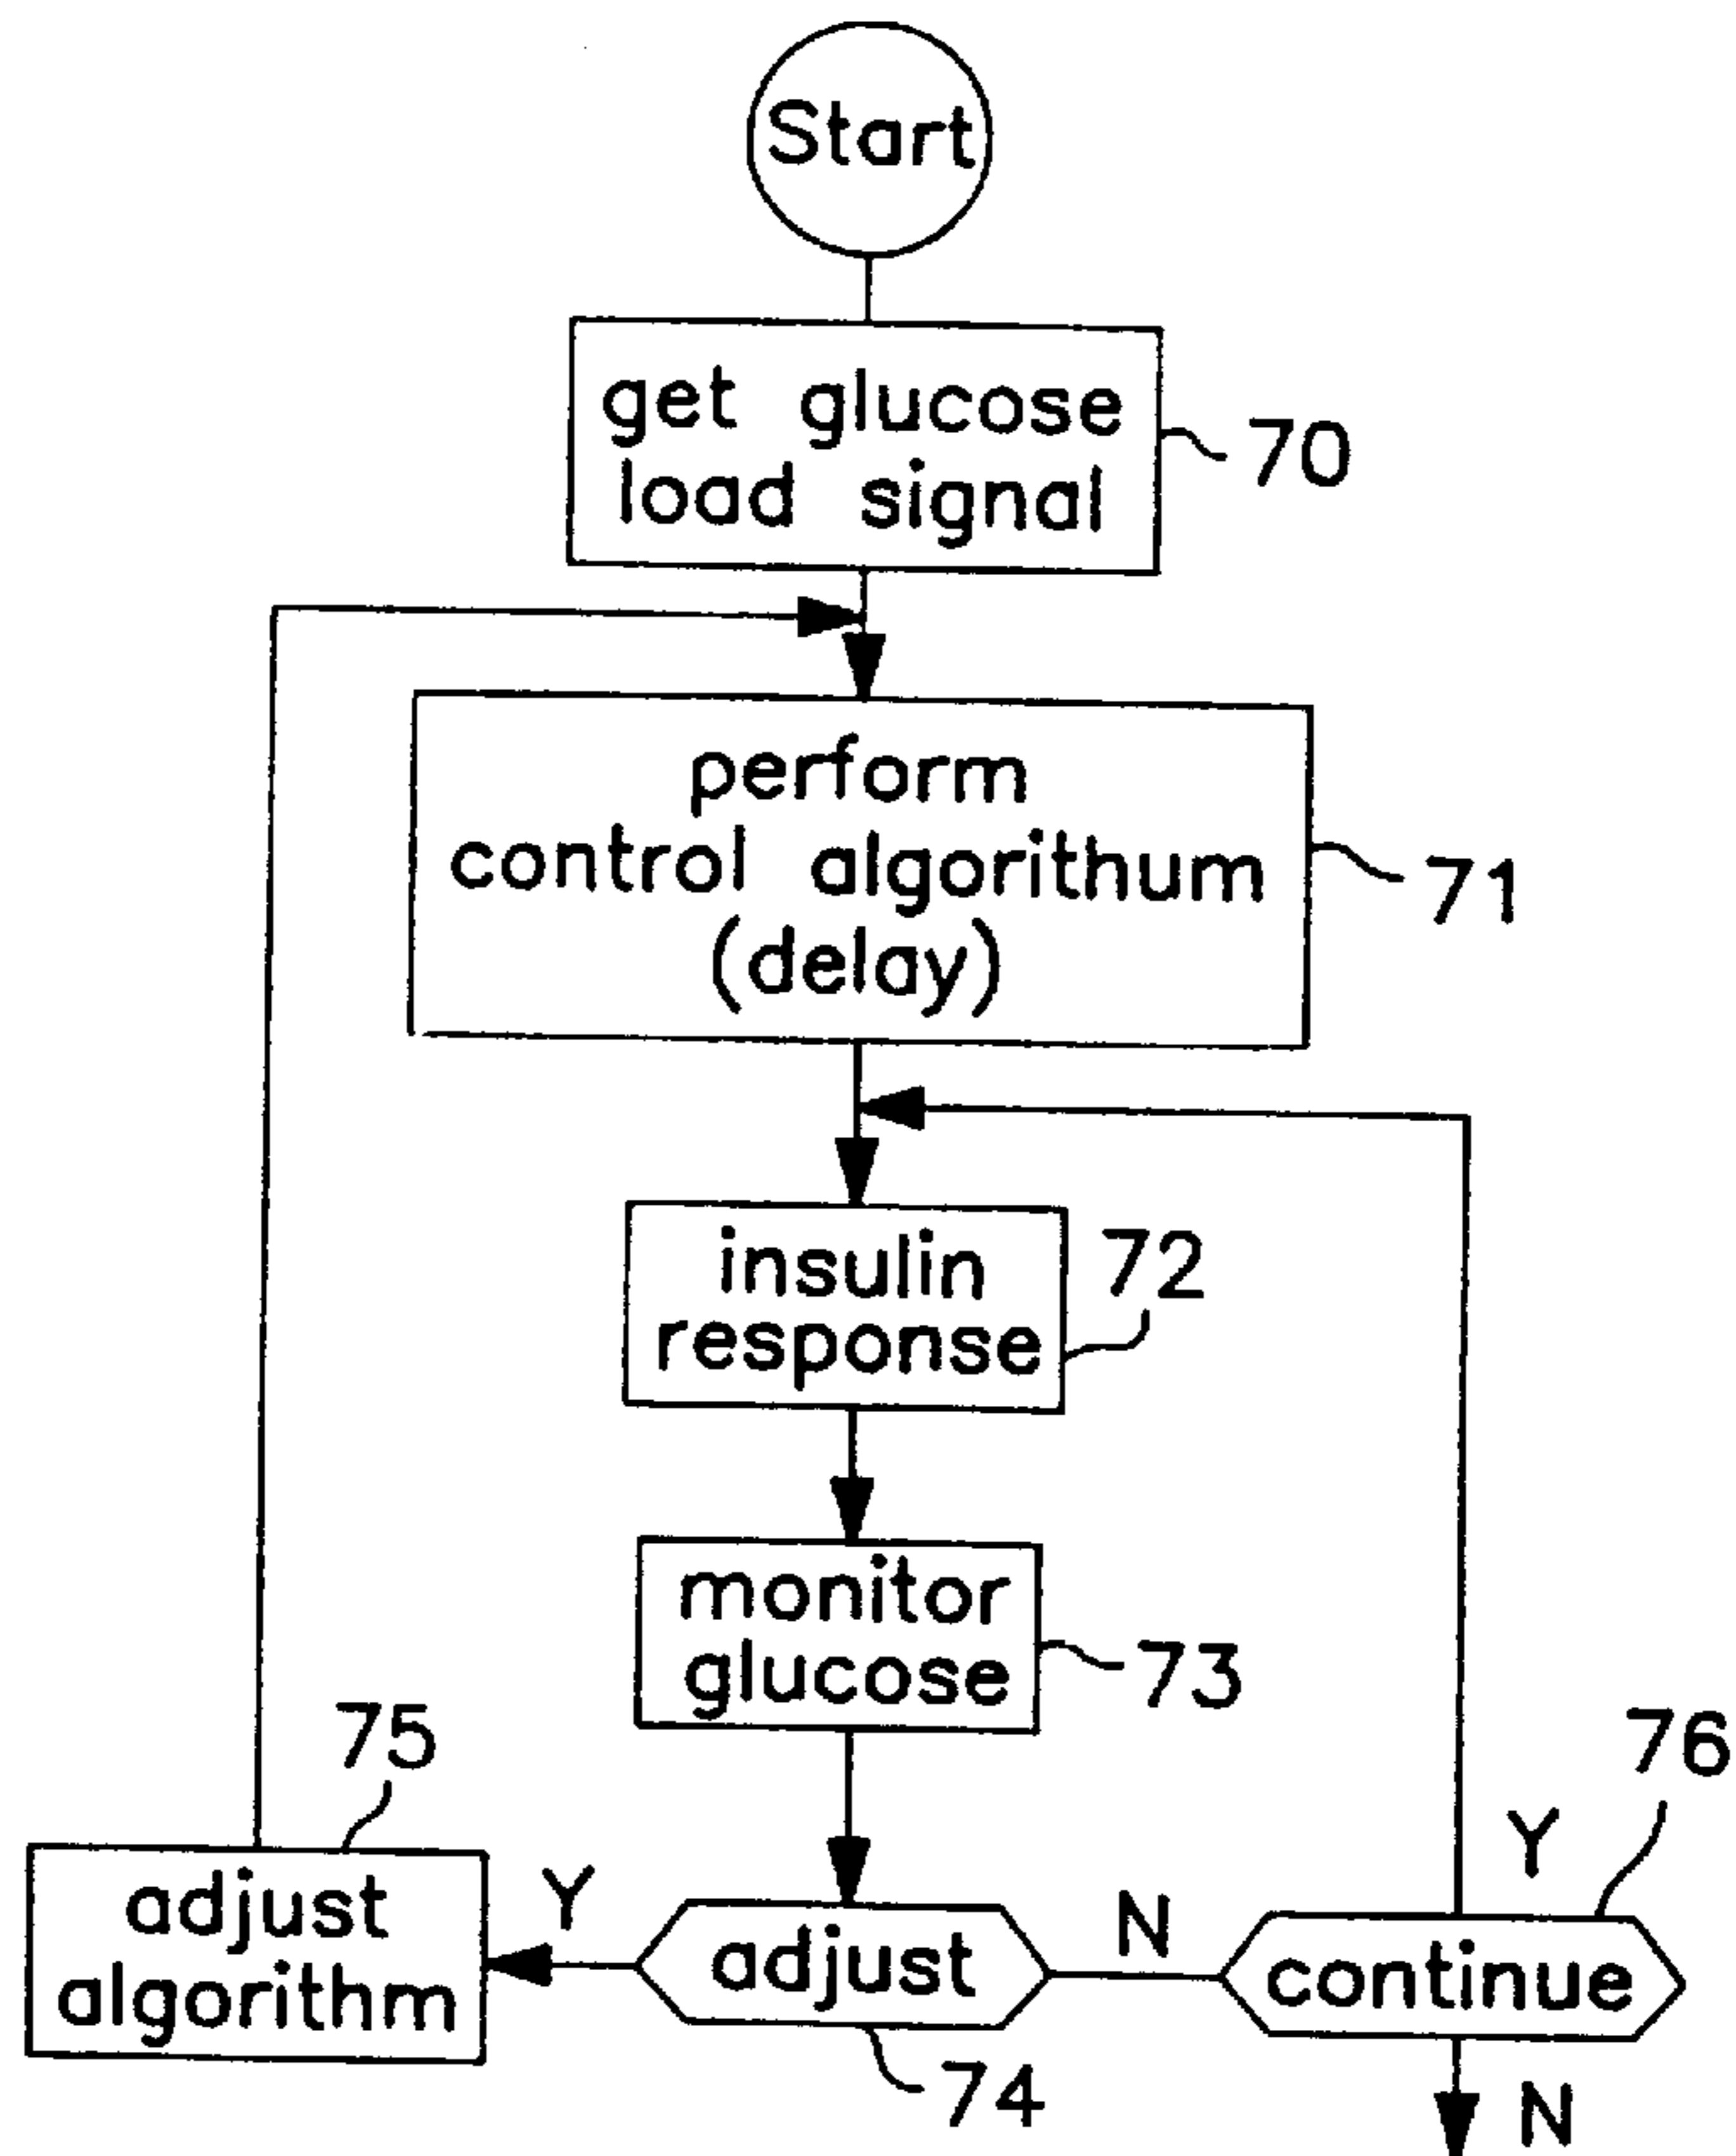 Start
get glucose
load signal
70
perform
control algorithum
(delay)
71
insulin
response
72
monitor
glucose
73
75
76
adjust
algorithm
Y
adjust
N
Y
continue
74
N